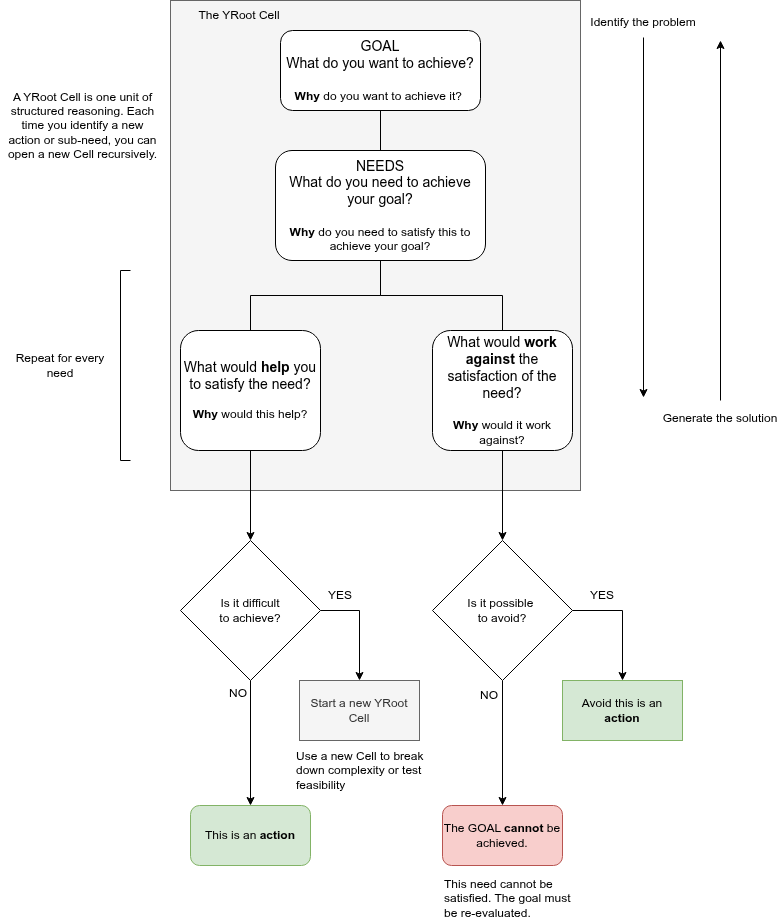 The YRoot Cell
Identify the problem
GOAL
What do you want to achieve?
Why do you want to achieve it?
A YRoot Cell is one unit of
structured reasoning. Each
time you identify a new
action or sub-need, you can
open a new Cell recursively.
NEEDS
What do you need to achieve
your goal?
Why do you need to satisfy this to
achieve your goal?
Repeat for every
need
What would help you
to satisfy the need?
Why would this help?
What would work
against the
satisfaction of the
need?
Why would it work
against?
Generate the solution
Is it difficult
to achieve?
YES
NO
Start a new YRoot
Cell
Use a new Cell to break
down complexity or test
feasibility
This is an action
Is it possible
to avoid?
YES
NO
Avoid this is an
action
The GOAL cannot be
achieved.
This need cannot be
satisfied. The goal must
be re-evaluated.